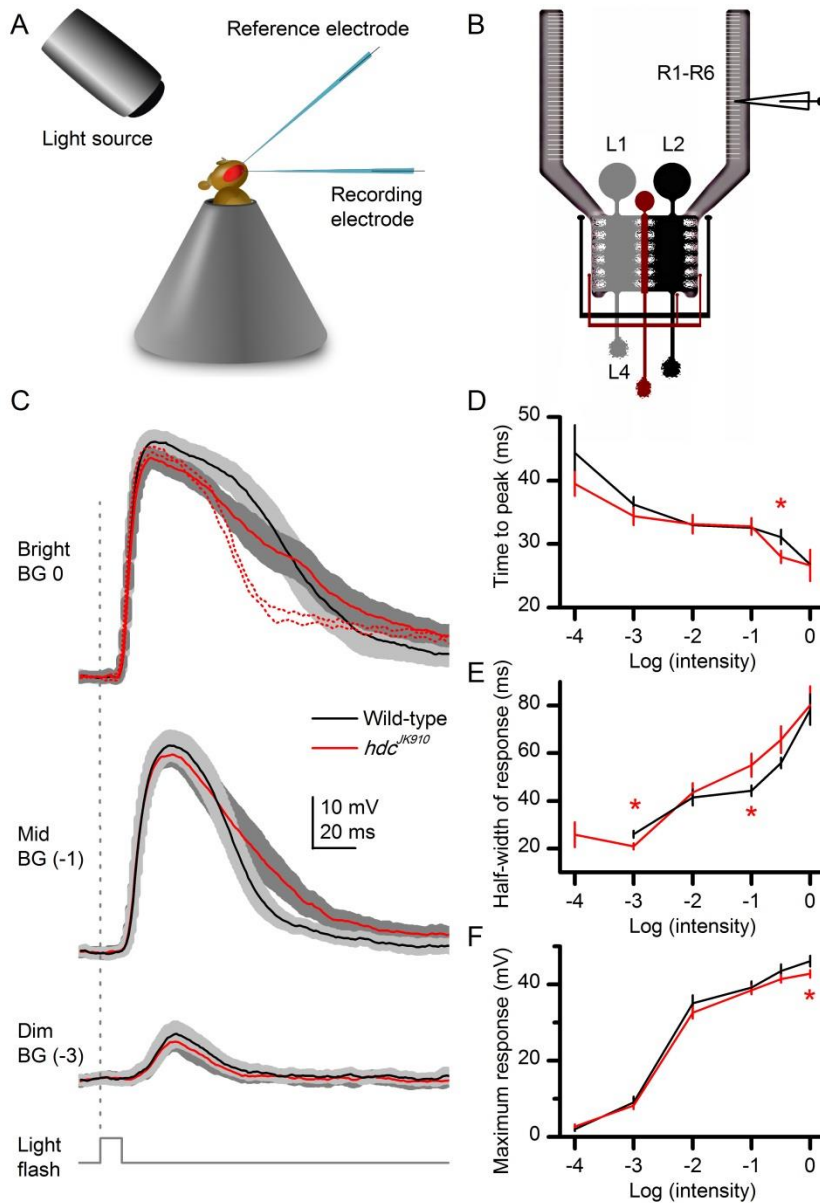 A
Reference electrode
Light source
Recording
electrode
B
R1-R6
L1
L2
L4
C
Bright
BG 0
Wild-type
hdc^JK910
10 mV
20 ms
Mid
BG (-1)
Dim
BG (-3)
Light
flash
D
Time to peak (ms)
50
40
30
20
*
-4 -3 -2 -1 0
Log (intensity)
E
Half-width of response (ms)
80
60
40
20
*
*
-4 -3 -2 -1 0
Log (intensity)
F
Maximum response (mV)
40
20
0
*
-4 -3 -2 -1 0
Log (intensity)